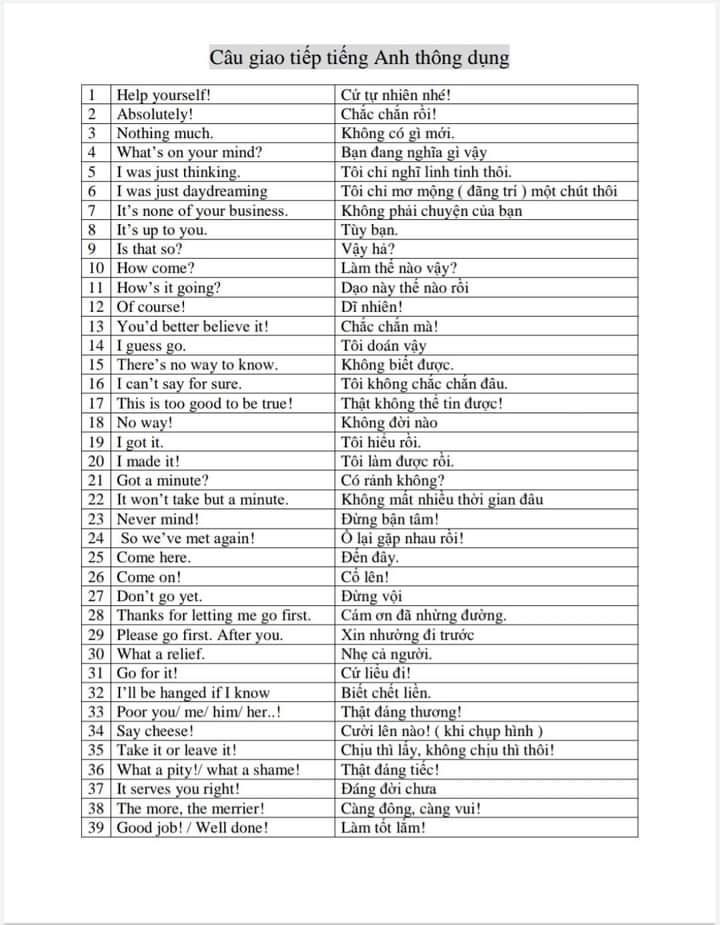 Câu giao tiếp tiếng Anh thông dụng
1 Help yourself! Cứ tự nhiên nhé!
2 Absolutely! Chắc chắn rồi!
3 Nothing much. Không có gì mới.
4 What’s on your mind? Bạn đang nghĩa gì vậy
5 I was just thinking. Tôi chỉ nghĩ linh tinh thôi.
6 I was just daydreaming Tôi chỉ mơ mộng ( đãng trí ) một chút thôi
7 It’s none of your business. Không phải chuyện của bạn
8 It’s up to you. Tùy bạn.
9 Is that so? Vậy hả?
10 How come? Làm thế nào vậy?
11 How’s it going? Dạo này thế nào rồi
12 Of course! Dĩ nhiên!
13 You’d better believe it! Chắc chắn mà!
14 I guess go. Tôi doán vậy
15 There’s no way to know. Không biết được.
16 I can’t say for sure. Tôi không chắc chắn đâu.
17 This is too good to be true! Thật không thể tin được!
18 No way! Không đời nào
19 I got it. Tôi hiểu rồi.
20 I made it! Tôi làm được rồi.
21 Got a minute? Có rảnh không?
22 It won’t take but a minute. Không mất nhiều thời gian đâu
23 Never mind! Đừng bận tâm!
24 So we’ve met again! Ồ lại gặp nhau rồi!
25 Come here. Đến đây.
26 Come on! Cố lên!
27 Don’t go yet. Đừng vội
28 Thanks for letting me go first. Cám ơn đã nhừng đường.
29 Please go first. After you. Xin nhường đi trước
30 What a relief. Nhẹ cả người.
31 Go for it! Cứ liều đi!
32 I’ll be hanged if I know Biết chết liền.
33 Poor you/ me/ him/ her..! Thật đáng thương!
34 Say cheese! Cười lên nào! ( khi chụp hình )
35 Take it or leave it! Chịu thì lấy, không chịu thì thôi!
36 What a pity!/ what a shame! Thật đáng tiếc!
37 It serves you right! Đáng đời chưa
38 The more, the merrier! Càng đông, càng vui!
39 Good job! / Well done! Làm tốt lắm!